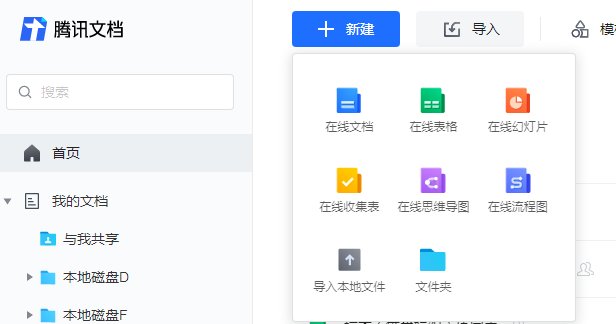 腾讯文档
新建
导入
搜索
首页
我的文档
与我共享
本地磁盘D
本地磁盘F
在线文档
在线表格
在线幻灯片
在线收集表
在线思维导图
在线流程图
导入本地文件
文件夹